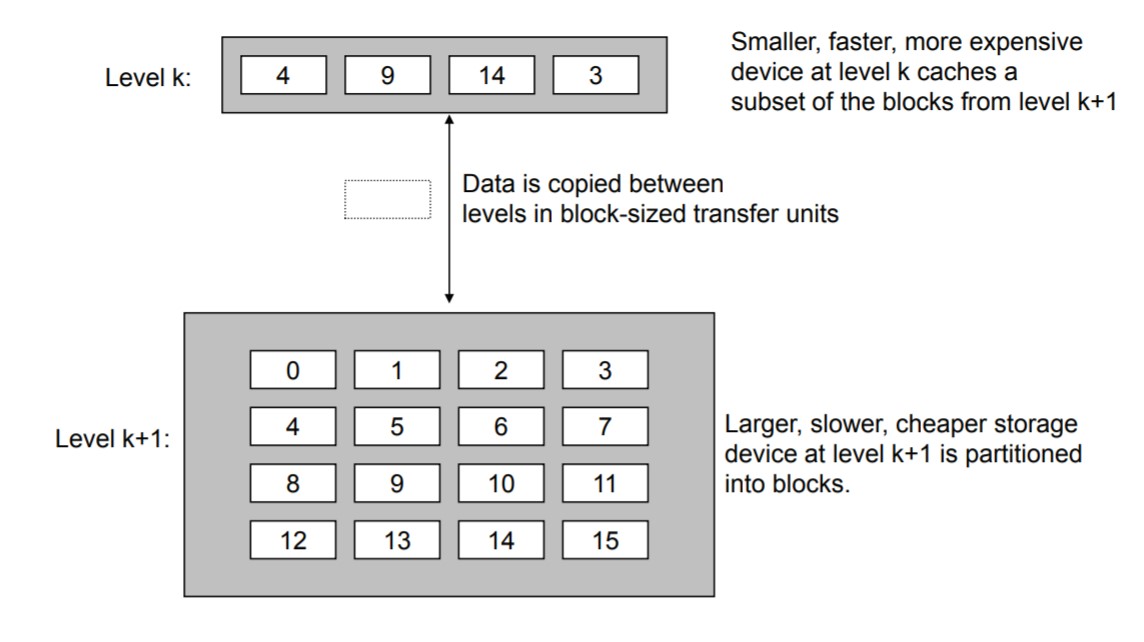 Level k:
4 9 14 3
Smaller, faster, more expensive
device at level k caches a
subset of the blocks from level k+1
Data is copied between
levels in block-sized transfer units
Level k+1:
0 1 2 3
4 5 6 7
8 9 10 11
12 13 14 15
Larger, slower, cheaper storage
device at level k+1 is partitioned
into blocks.